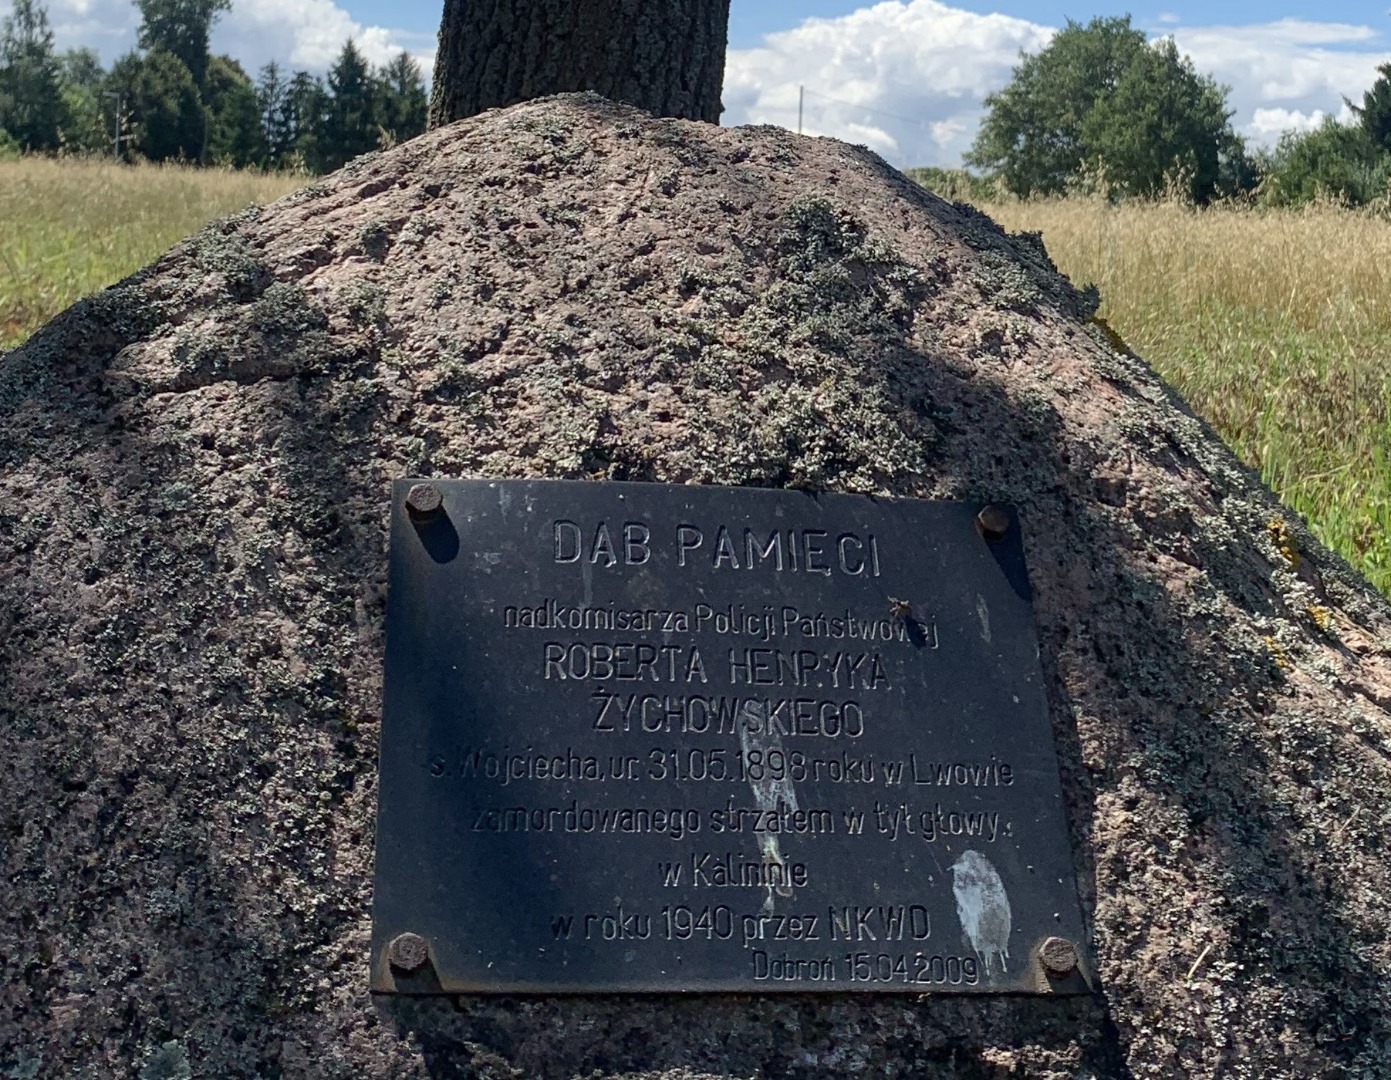 DĄB PAMIĘCI
nadkomisarza Policji Państwowej
ROBERTA HENRYKA
ŻYCHOWSKIEGO
s. Wojciecha, ur. 31.05.1898 roku w Lwowie
zamordowanego strzałem w tył głowy
w Kalininie
w roku 1940 przez NKWD
Dobroń 15.04.2009